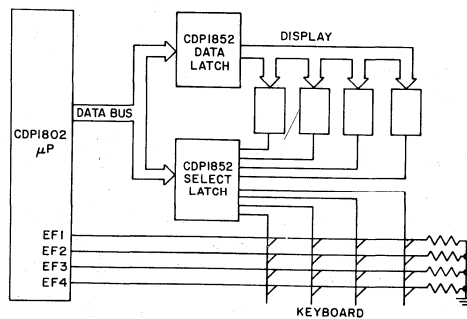 CDP1852
DATA
LATCH
DISPLAY
DATA BUS
CDP1802
μP
CDP1852
SELECT
LATCH
EF1
EF2
EF3
EF4
KEYBOARD